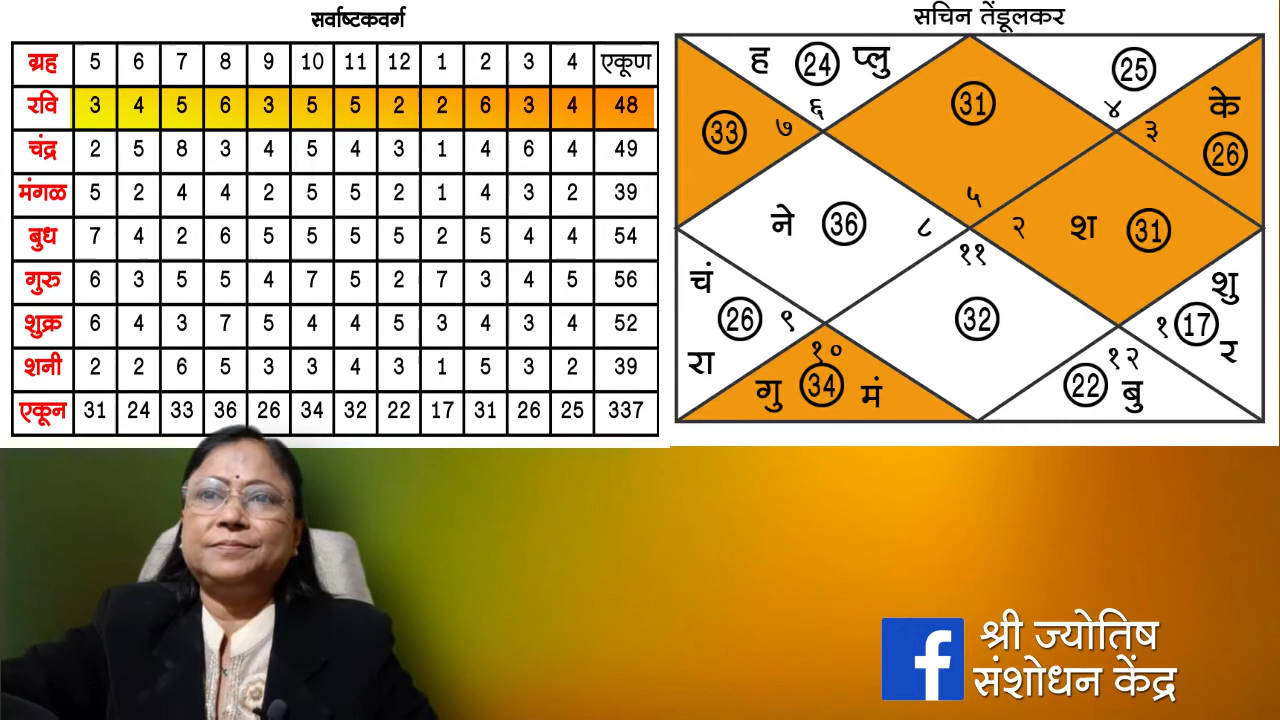 सर्वाष्टकवर्ग
ग्रह 5 6 7 8 9 10 11 12 1 2 3 4 एकूण
रवि 3 4 5 6 3 5 5 2 2 6 3 4 48
चंद्र 2 5 8 3 4 5 4 3 1 4 6 4 49
मंगळ 5 2 4 4 2 5 5 2 1 4 3 2 39
बुध 7 4 2 6 5 5 5 5 2 5 4 4 54
गुरु 6 3 5 5 4 7 5 2 7 3 4 5 56
शुक्र 6 4 3 7 5 4 4 5 3 4 3 4 52
शनी 2 2 6 5 3 3 4 3 1 5 3 2 39
एकून 31 24 33 36 26 34 32 22 17 31 26 25 337
सचिन तेंडूलकर
ह 24 प्लु
६
31
५
25
४
33 ७
३ के 26
ने 36 ८
२ श 31
११
32
चं
26 ९
रा
१०
गु 34 मं
१२
22 बु
शु
१ 17
र
श्री ज्योतिष
संशोधन केंद्र